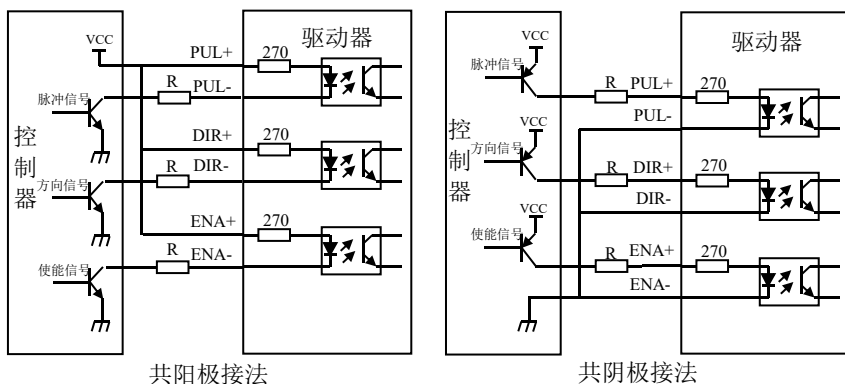 VCC
PUL+
270
驱动器
R
PUL-
脉冲信号
DIR+
270
控制器
R
DIR-
方向信号
ENA+
270
R
ENA-
使能信号
共阳极接法
VCC
驱动器
脉冲信号
R
PUL+
270
PUL-
VCC
控制器
方向信号
R
DIR+
270
DIR-
VCC
使能信号
R
ENA+
270
ENA-
共阴极接法